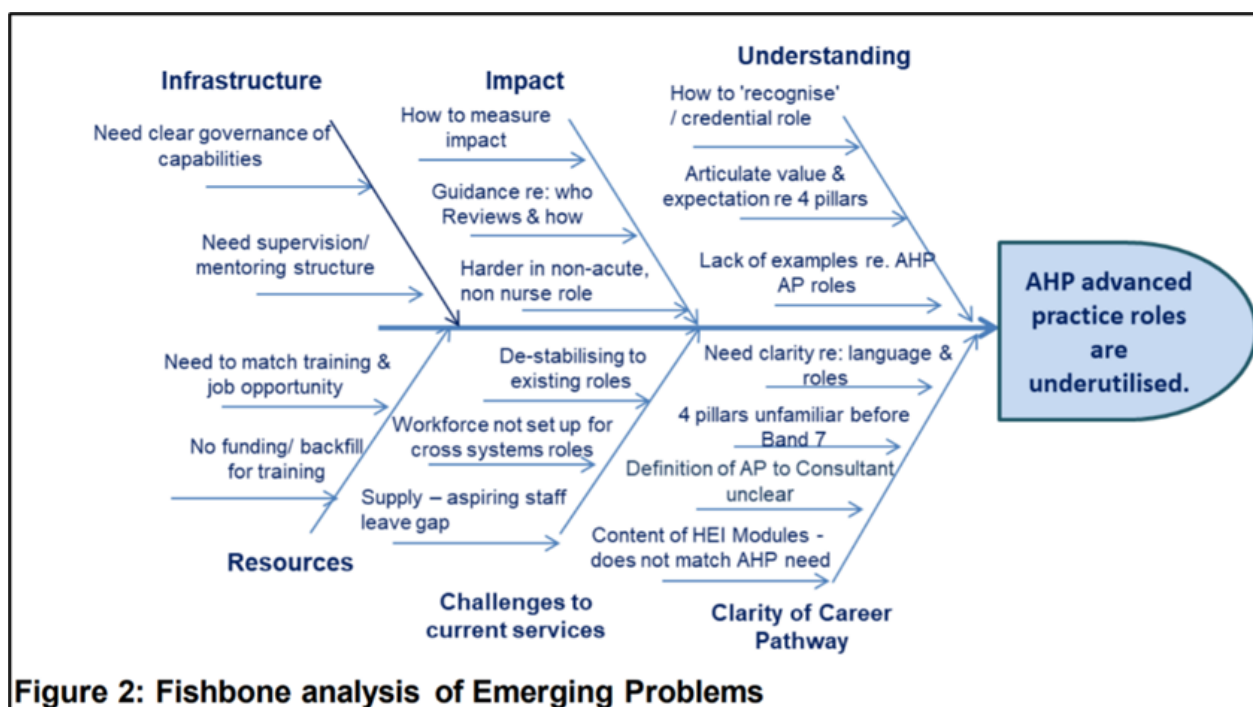 Infrastructure
Need clear governance of
capabilities
Need supervision/
mentoring structure
Impact
How to measure
impact
Guidance re: who
Reviews & how
Harder in non-acute,
non nurse role
Understanding
How to 'recognise'
/ credential role
Articulate value &
expectation re 4 pillars
Lack of examples re. AHP
AP roles
AHP advanced
practice roles
are
underutilised.
Need to match training &
job opportunity
No funding/ backfill
for training
Resources
De-stabilising to
existing roles
Workforce not set up for
cross systems roles
Supply – aspiring staff
leave gap
Challenges to
current services
Need clarity re: language &
roles
4 pillars unfamiliar before
Band 7
Definition of AP to Consultant
unclear
Content of HEI Modules -
does not match AHP need
Clarity of Career
Pathway
Figure 2: Fishbone analysis of Emerging Problems